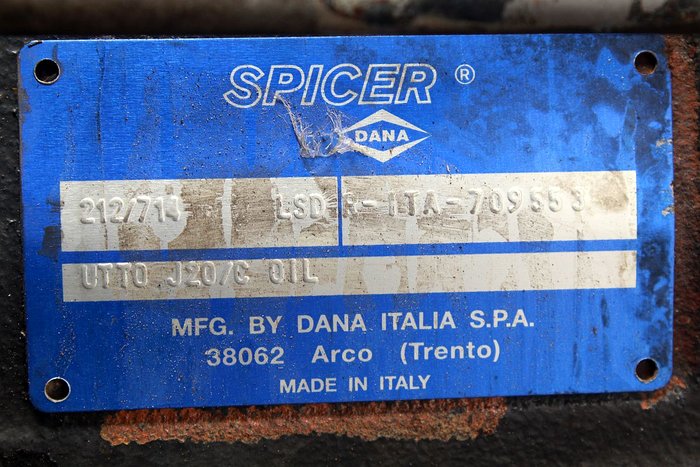 SPICER ®
DANA
212/714 LSD R-ITA-709553
UTTO J20/C OIL
MFG. BY DANA ITALIA S.P.A.
38062 Arco (Trento)
MADE IN ITALY